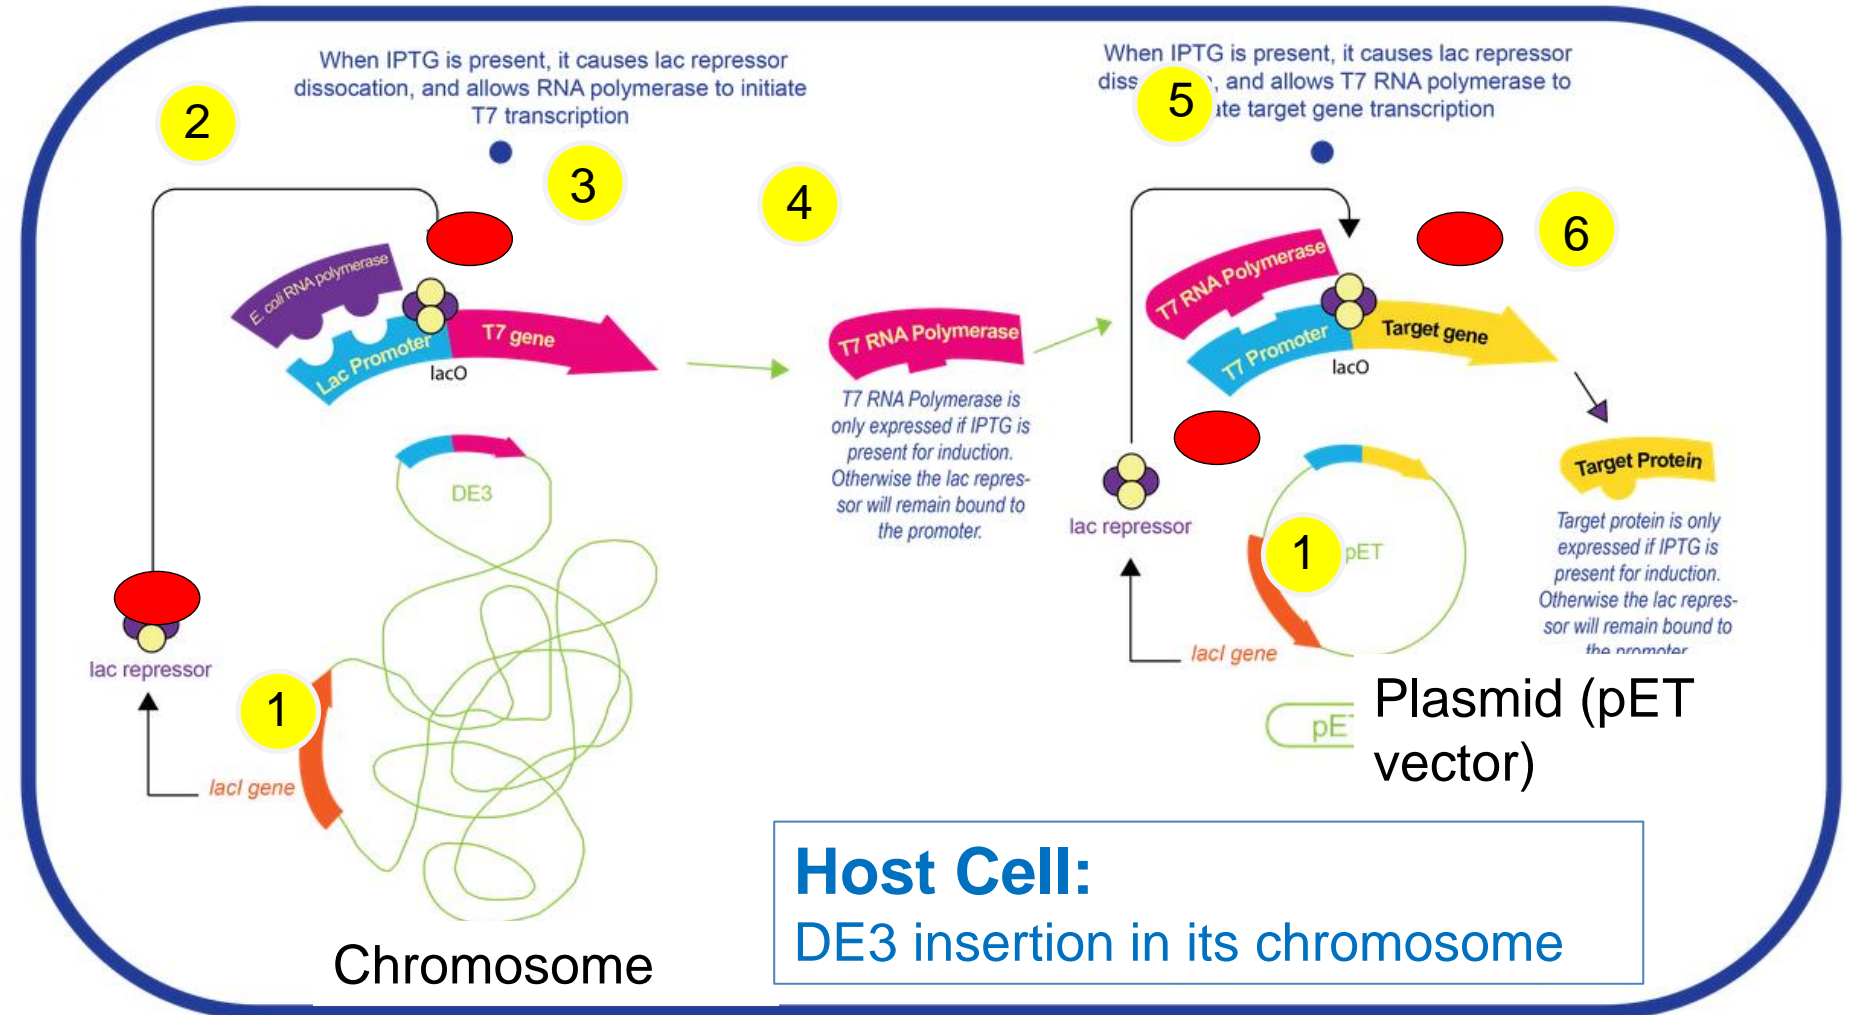 When IPTG is present, it causes lac repressor
dissocation, and allows RNA polymerase to initiate
T7 transcription
2
3
E. coli RNA polymerase
Lac Promoter
T7 gene
lacO
DE3
lac repressor
1
lacI gene
Chromosome
4
T7 RNA Polymerase
T7 RNA Polymerase is
only expressed if IPTG is
present for induction.
Otherwise the lac repres-
sor will remain bound to
the promoter.
When IPTG is present, it causes lac repressor
diss , and allows T7 RNA polymerase to
ate target gene transcription
5
6
T7 RNA Polymerase
T7 Promoter
Target gene
lacO
lac repressor
1
pET
lacI gene
Target Protein
Target protein is only
expressed if IPTG is
present for induction.
Otherwise the lac repres-
sor will remain bound to
the promoter
pE
Plasmid (pET
vector)
Host Cell:
DE3 insertion in its chromosome